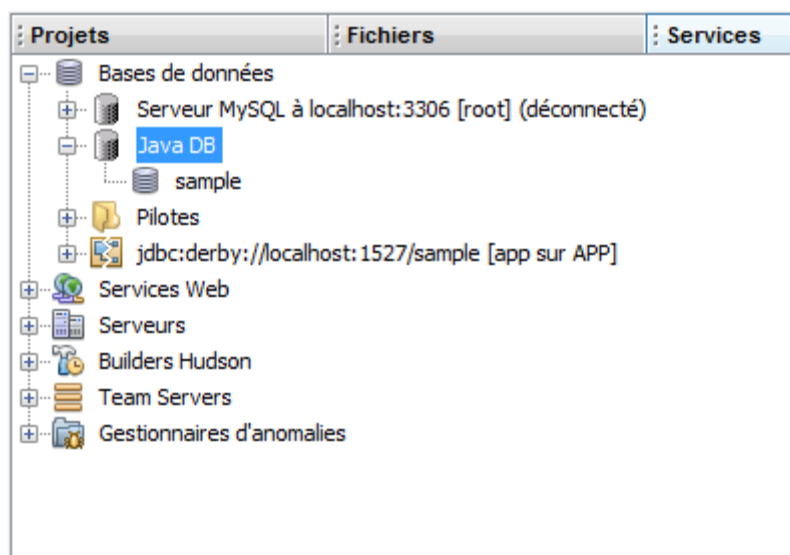 Projets Fichiers Services
Bases de données
Serveur MySQL à localhost:3306 [root] (déconnecté)
Java DB
sample
Pilotes
jdbc:derby://localhost:1527/sample [app sur APP]
Services Web
Serveurs
Builders Hudson
Team Servers
Gestionnaires d'anomalies